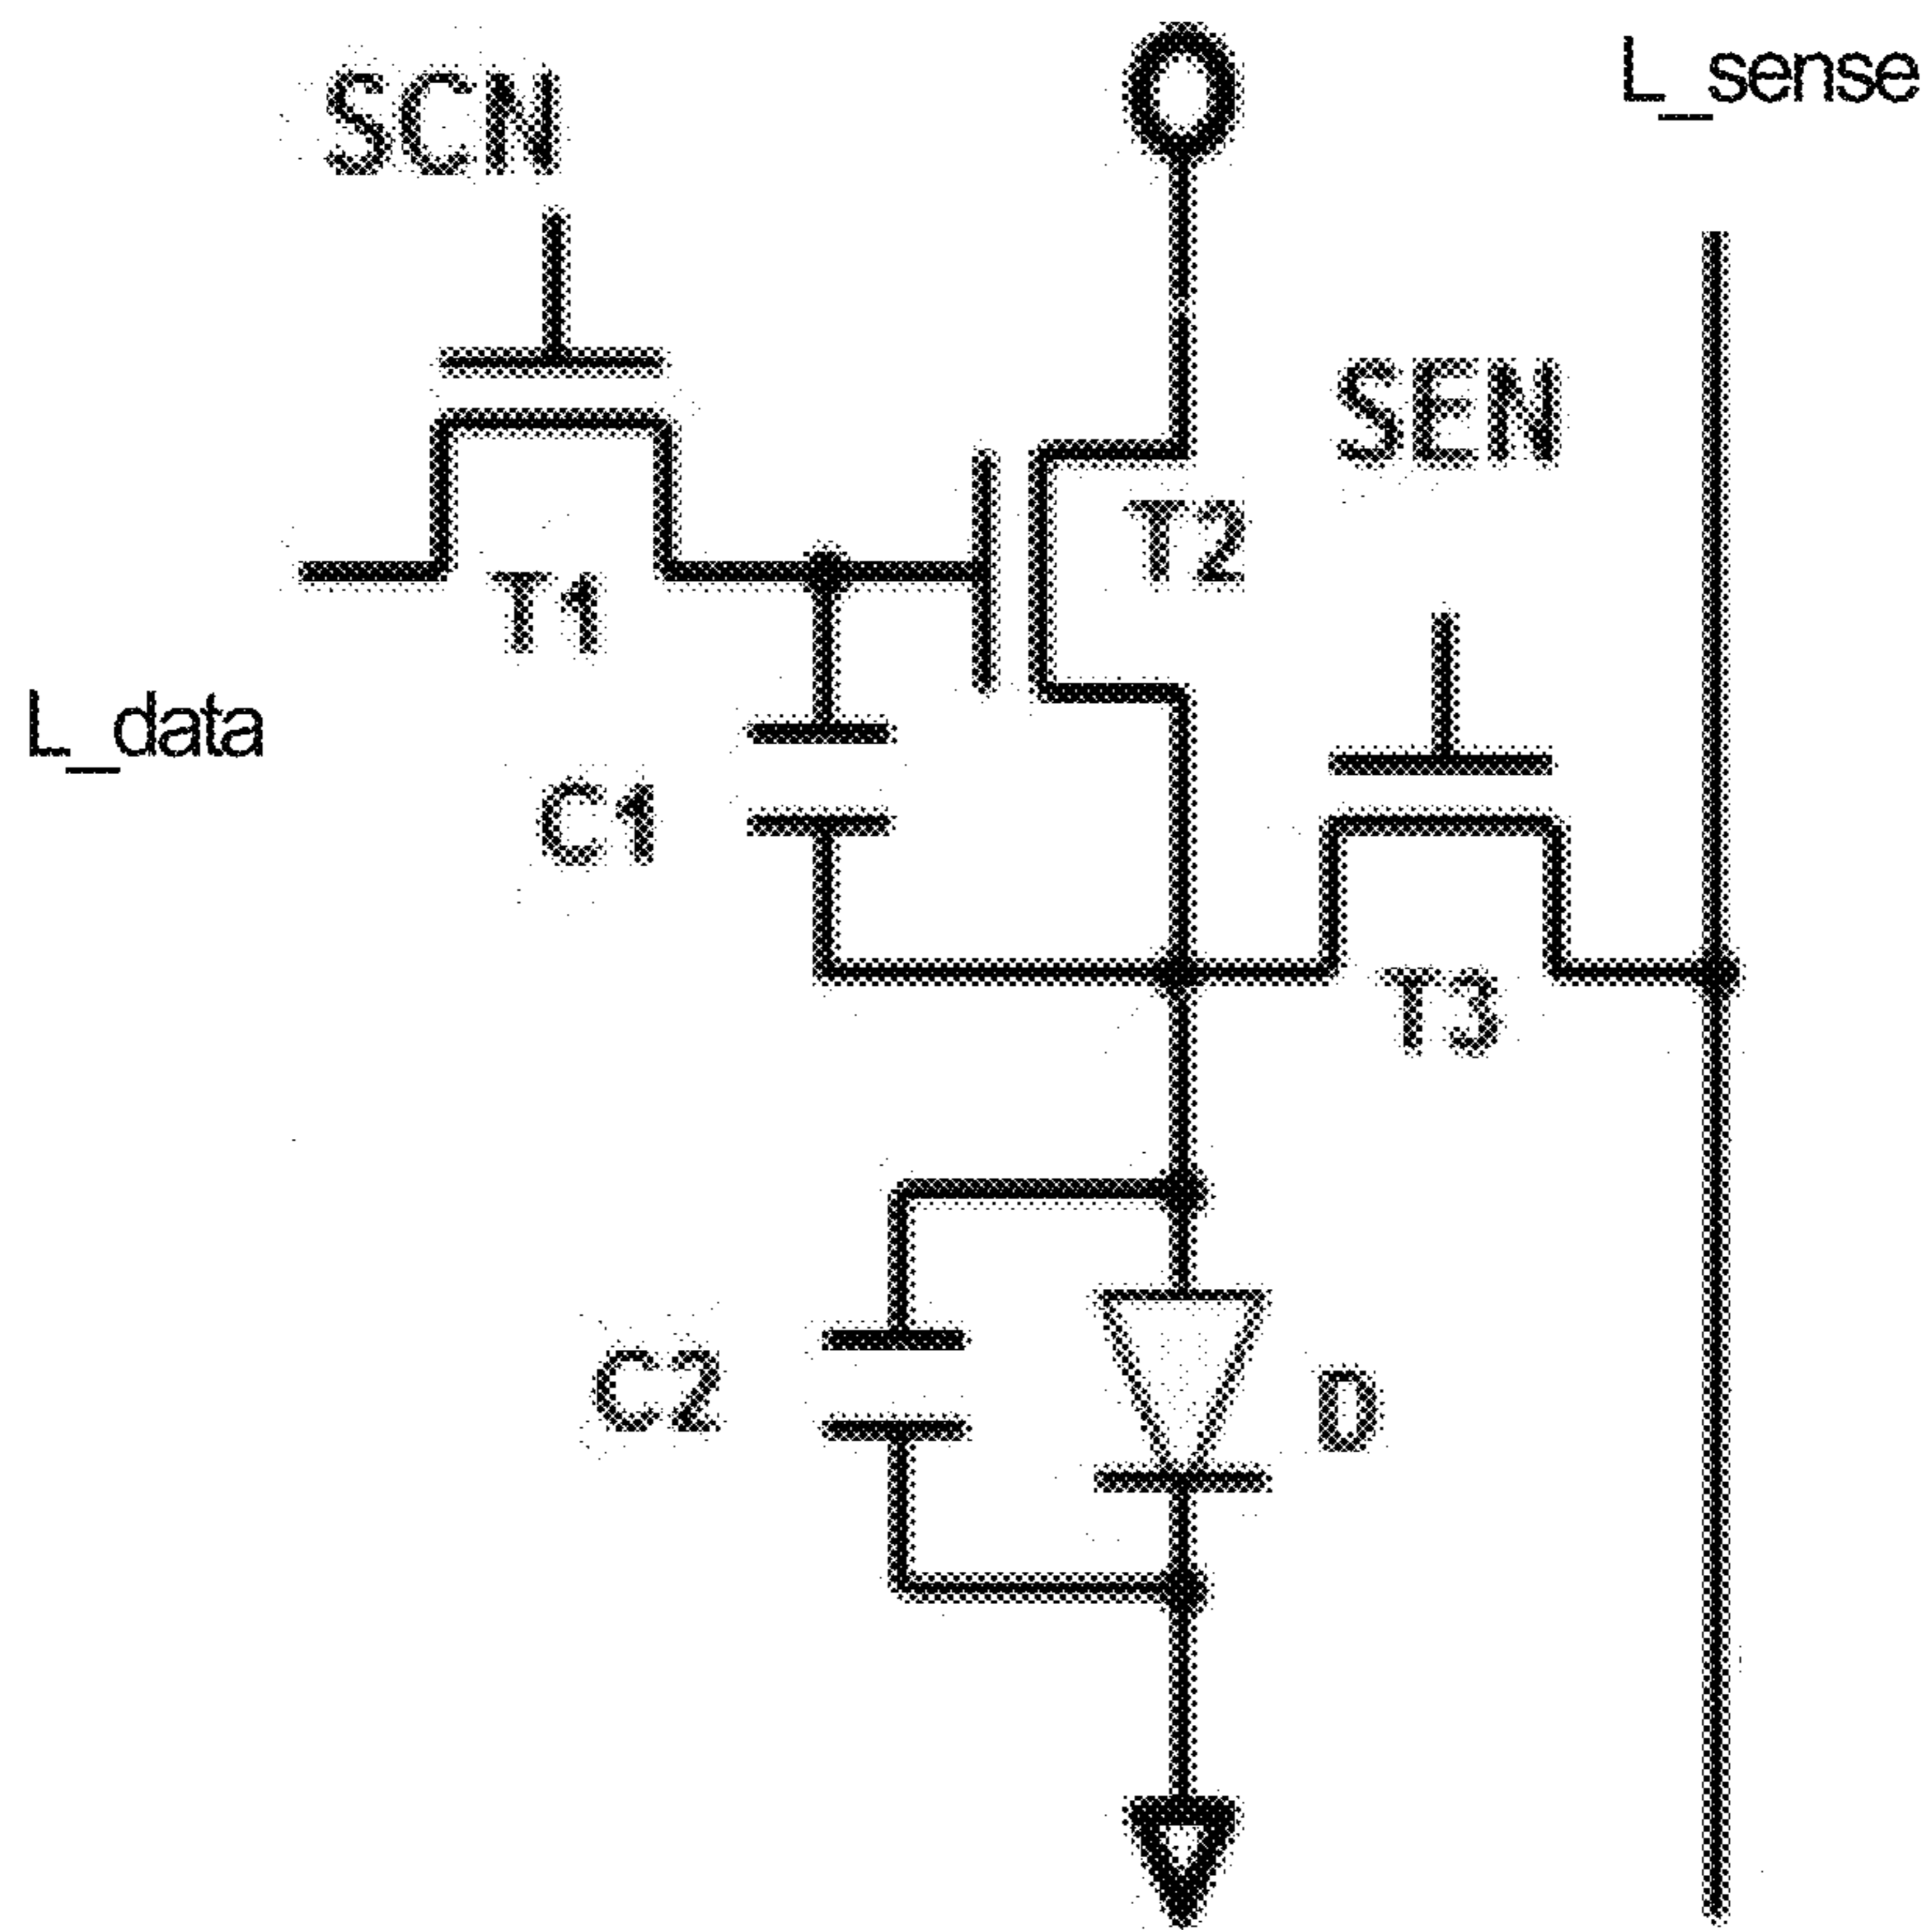 SCN
L_sense
SEN
T2
T1
L_data
C1
T3
C2
D